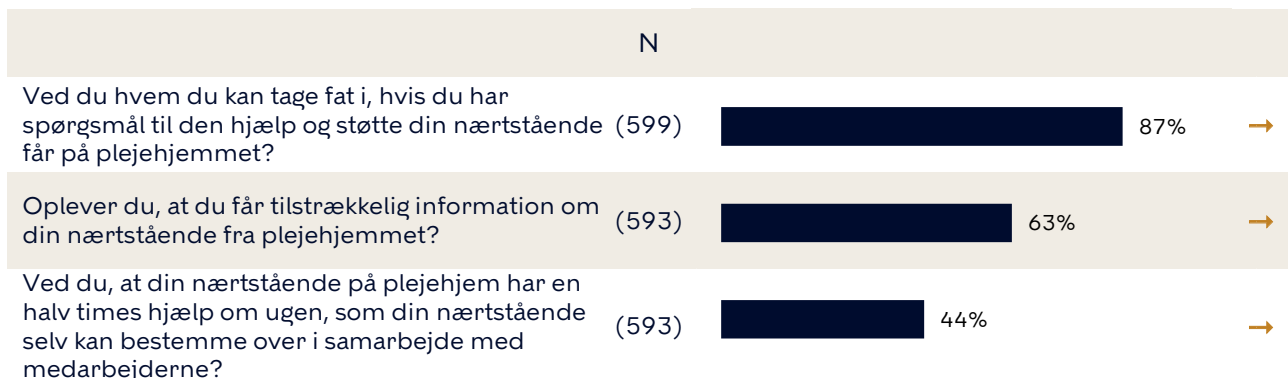 N
Ved du hvem du kan tage fat i, hvis du har
spørgsmål til den hjælp og støtte din nærtstående (599) 87% →
får på plejehjemmet?
Oplever du, at du får tilstrækkelig information om (593) 63% →
din nærtstående fra plejehjemmet?
Ved du, at din nærtstående på plejehjem har en
halv times hjælp om ugen, som din nærtstående (593) 44% →
selv kan bestemme over i samarbejde med
medarbejderne?